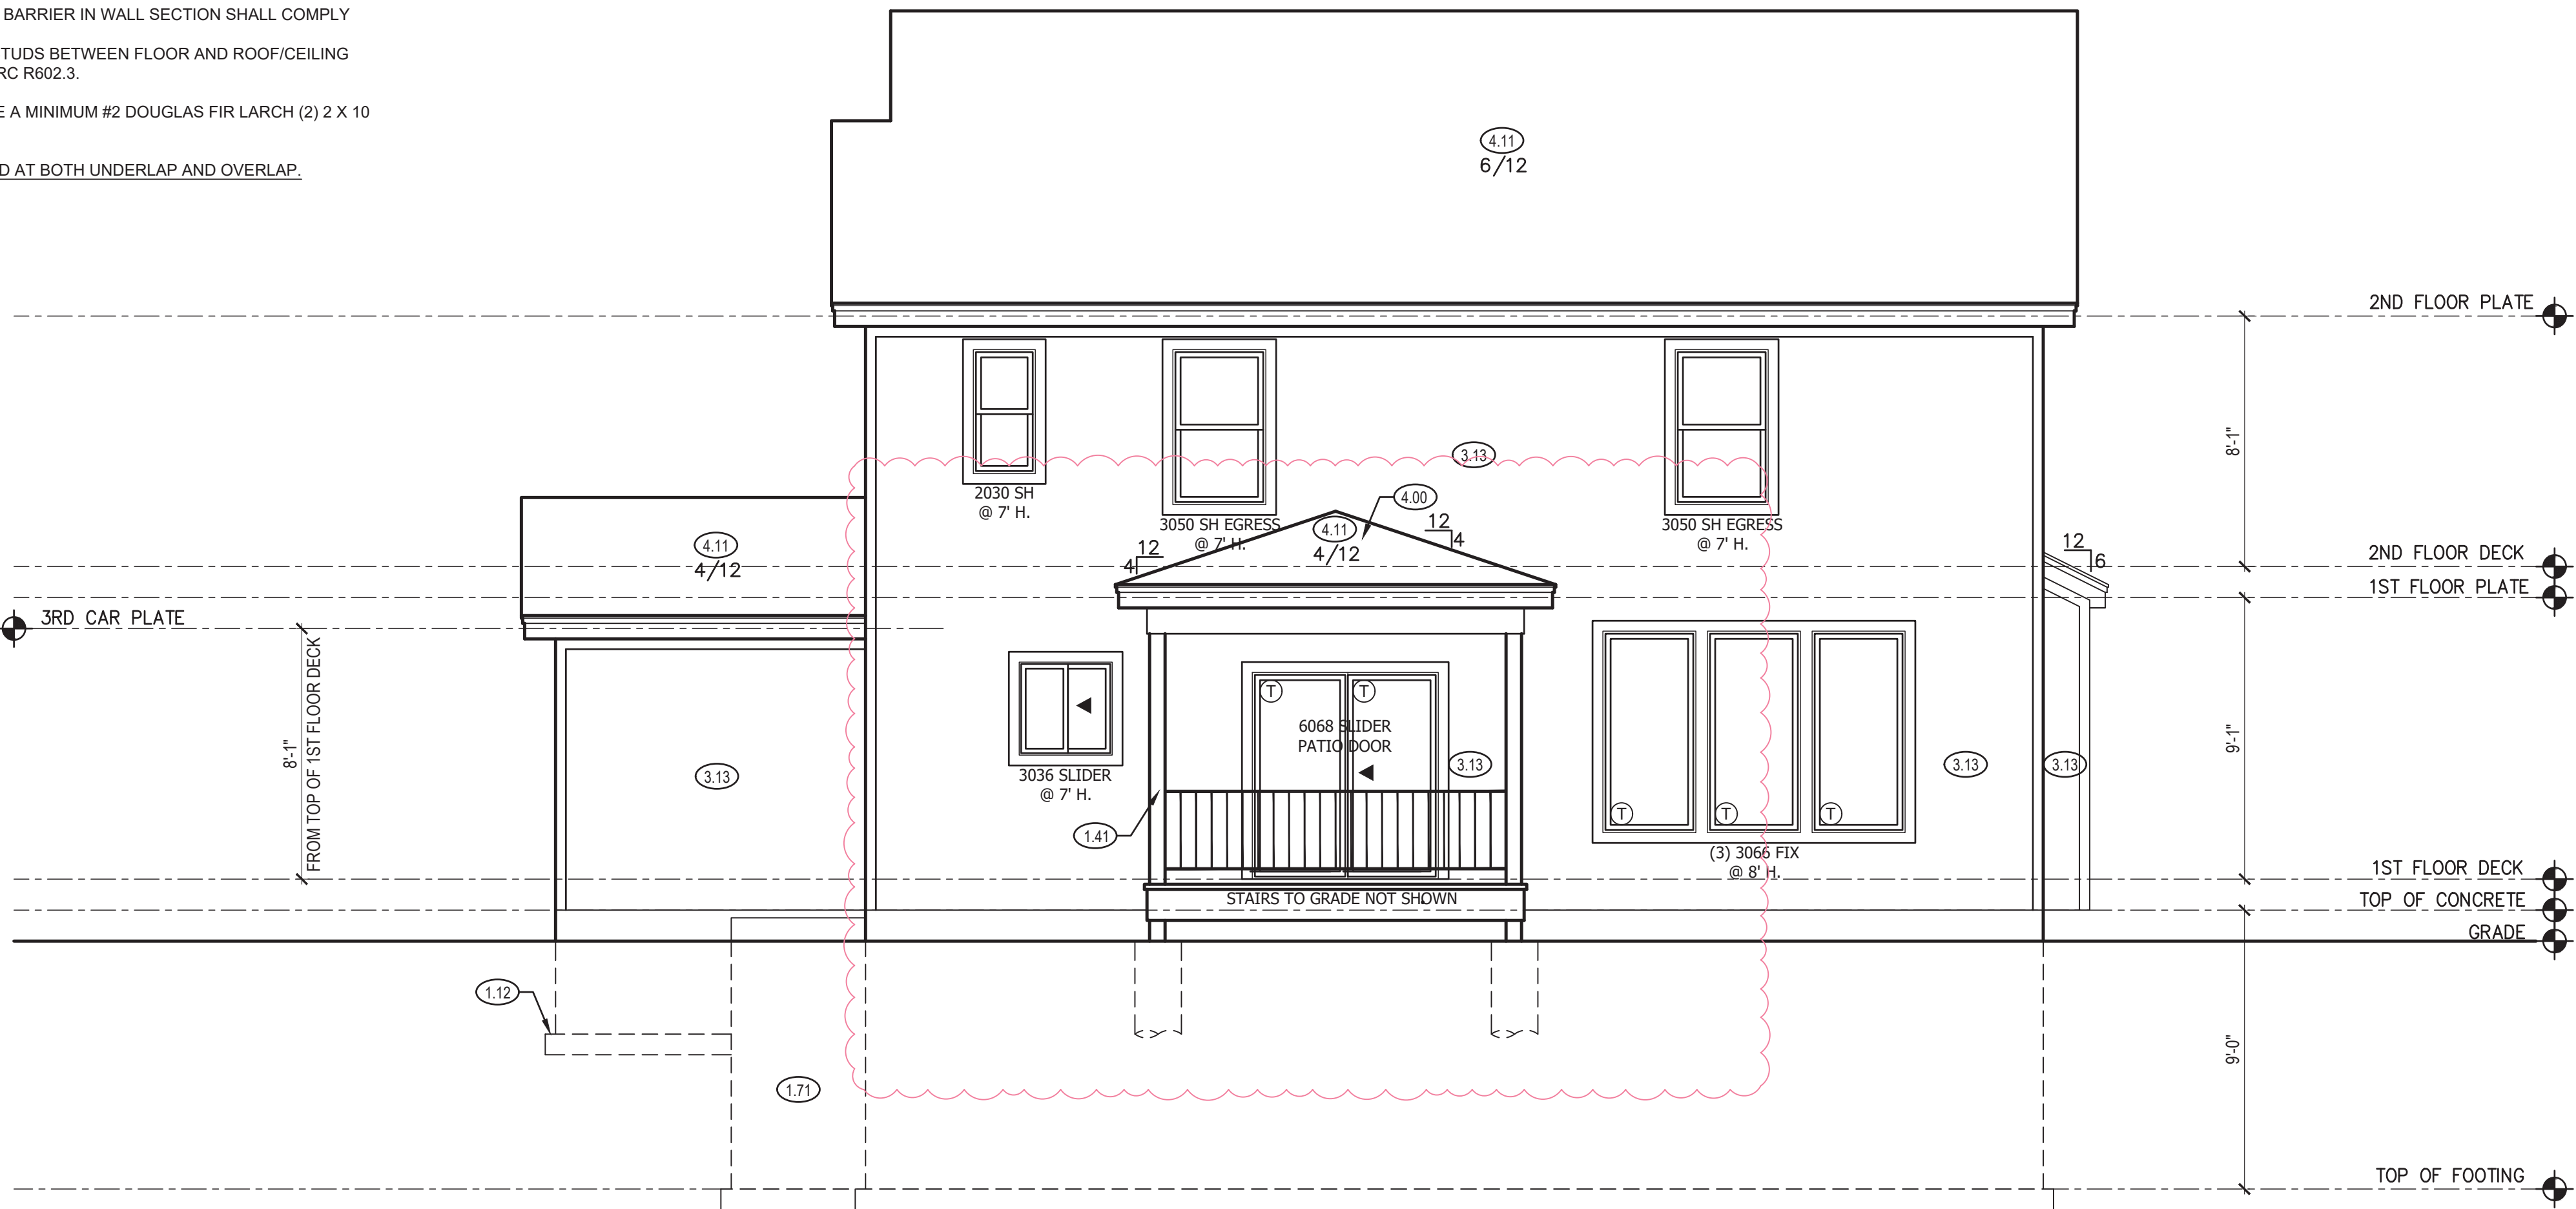 BARRIER IN WALL SECTION SHALL COMPLY
TUDS BETWEEN FLOOR AND ROOF/CEILING
RC R602.3.
E A MINIMUM #2 DOUGLAS FIR LARCH (2) 2 X 10
D AT BOTH UNDERLAP AND OVERLAP.
4.11
6/12
2ND FLOOR PLATE
8'-1"
3.13
2030 SH
@ 7' H.
3050 SH EGRESS
@ 7' H.
3050 SH EGRESS
@ 7' H.
4.00
4.11
4/12
12
4
12
4
4.11
4/12
12
6
2ND FLOOR DECK
1ST FLOOR PLATE
3RD CAR PLATE
8'-1"
FROM TOP OF 1ST FLOOR DECK
3.13
3036 SLIDER
@ 7' H.
T
T
6068 SLIDER
PATIO DOOR
3.13
1.41
T
T
T
(3) 3066 FIX
@ 8' H.
3.13
3.13
9'-1"
1ST FLOOR DECK
STAIRS TO GRADE NOT SHOWN
TOP OF CONCRETE
GRADE
1.12
1.71
9'-0"
TOP OF FOOTING